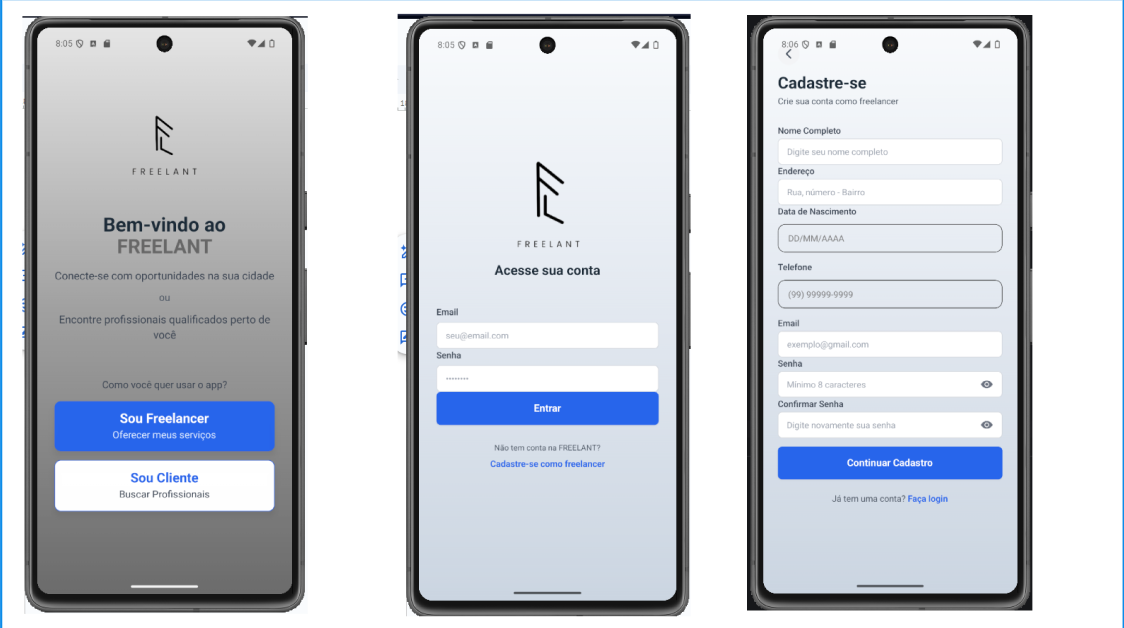 8:05
FREELANT
Bem-vindo ao
FREELANT
Conecte-se com oportunidades na sua cidade
ou
Encontre profissionais qualificados perto de
você
Como você quer usar o app?
Sou Freelancer
Oferecer meus serviços
Sou Cliente
Buscar Profissionais
8:05
FREELANT
Acesse sua conta
Email
seu@email.com
Senha
••••••••
Entrar
Não tem conta na FREELANT?
Cadastre-se como freelancer
8:06
Cadastre-se
Crie sua conta como freelancer
Nome Completo
Digite seu nome completo
Endereço
Rua, número - Bairro
Data de Nascimento
DD/MM/AAAA
Telefone
(99) 99999-9999
Email
exemplo@gmail.com
Senha
Mínimo 8 caracteres
Confirmar Senha
Digite novamente sua senha
Continuar Cadastro
Já tem uma conta? Faça login